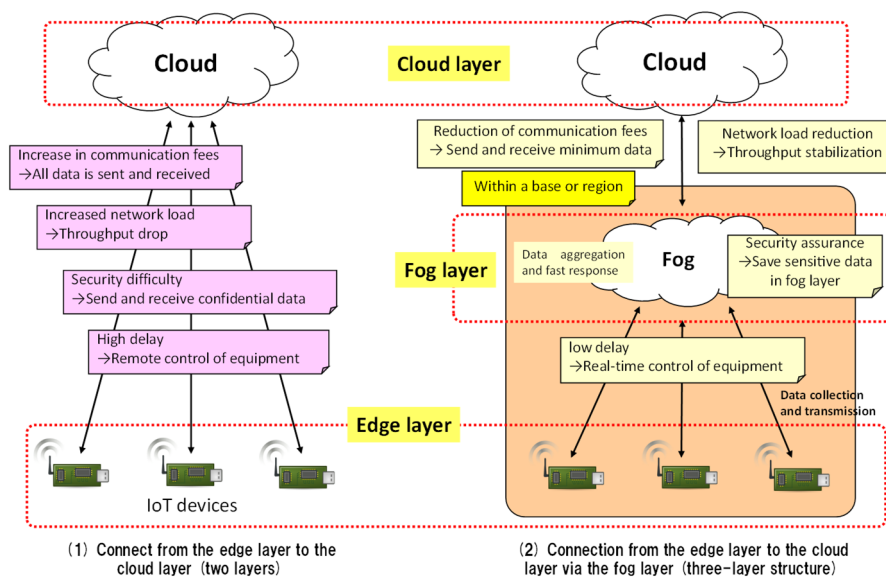 Cloud
Cloud layer
Cloud
Increase in communication fees
→All data is sent and received
Increased network load
→Throughput drop
Security difficulty
→Send and receive confidential data
High delay
→Remote control of equipment
Reduction of communication fees
→ Send and receive minimum data
Network load reduction
→Throughput stabilization
Within a base or region
Fog layer
Data aggregation
and fast response
Fog
Security assurance
→Save sensitive data
in fog layer
low delay
→Real-time control of equipment
Data collection
and transmission
Edge layer
IoT devices
(1) Connect from the edge layer to the
cloud layer (two layers)
(2) Connection from the edge layer to the cloud
layer via the fog layer (three-layer structure)